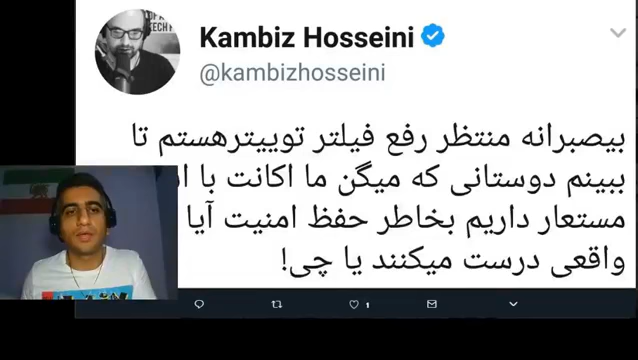 Kambiz Hosseini
@kambizhosseini
بیصبرانه منتظر رفع فیلتر توییترهستم تا
ببینم دوستانی که میگن ما اکانت با
مستعار داریم بخاطر حفظ امنیت آیا
واقعی درست میکنند یا چی!
1